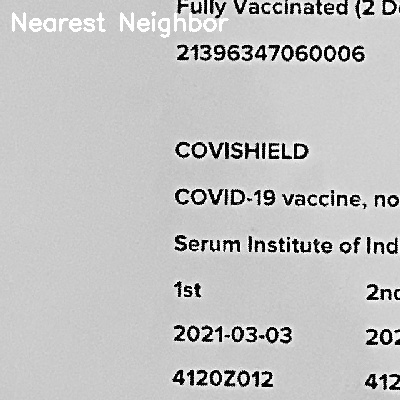 Nearest Neighbor
Fully Vaccinated (2 D
21396347060006
COVISHIELD
COVID-19 vaccine, no
Serum Institute of Ind
1st 2nd
2021-03-03 202
4120Z012 412